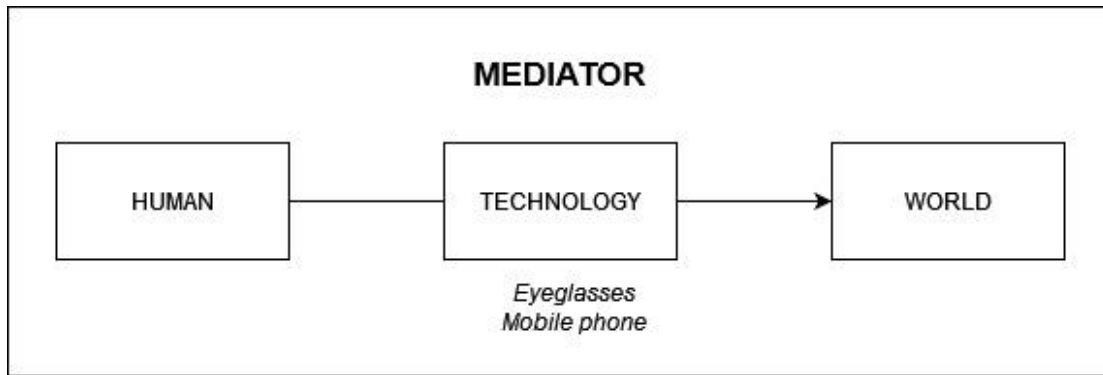 MEDIATOR
HUMAN
TECHNOLOGY
WORLD
Eyeglasses
Mobile phone